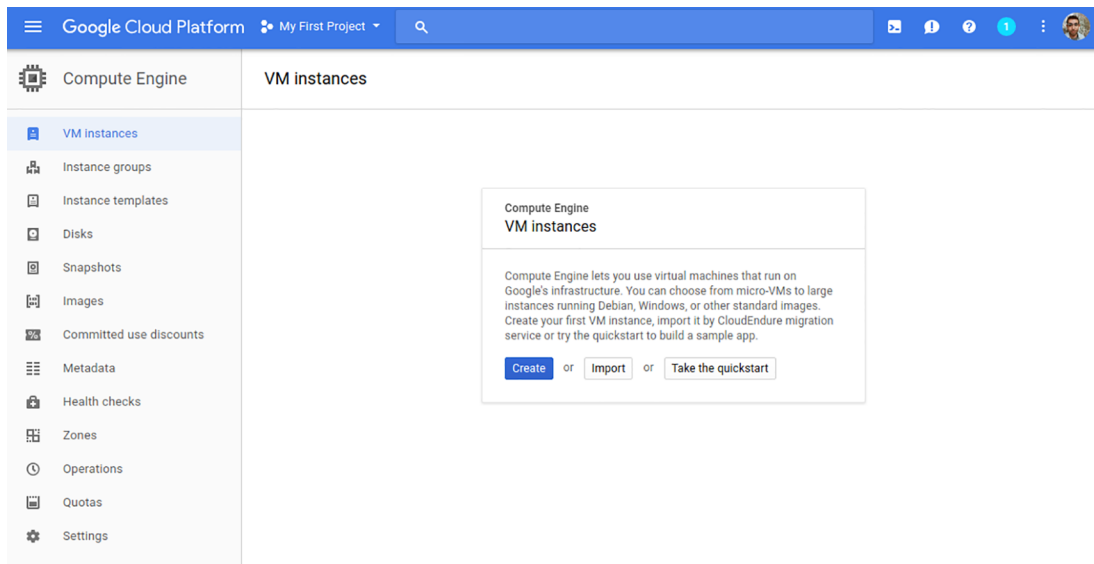 Google Cloud Platform
My First Project
1
Compute Engine
VM instances
VM instances
Instance groups
Instance templates
Disks
Snapshots
Images
Committed use discounts
Metadata
Health checks
Zones
Operations
Quotas
Settings
Compute Engine
VM instances
Compute Engine lets you use virtual machines that run on
Google's infrastructure. You can choose from micro-VMs to large
instances running Debian, Windows, or other standard images.
Create your first VM instance, import it by CloudEndure migration
service or try the quickstart to build a sample app.
Create or Import or Take the quickstart